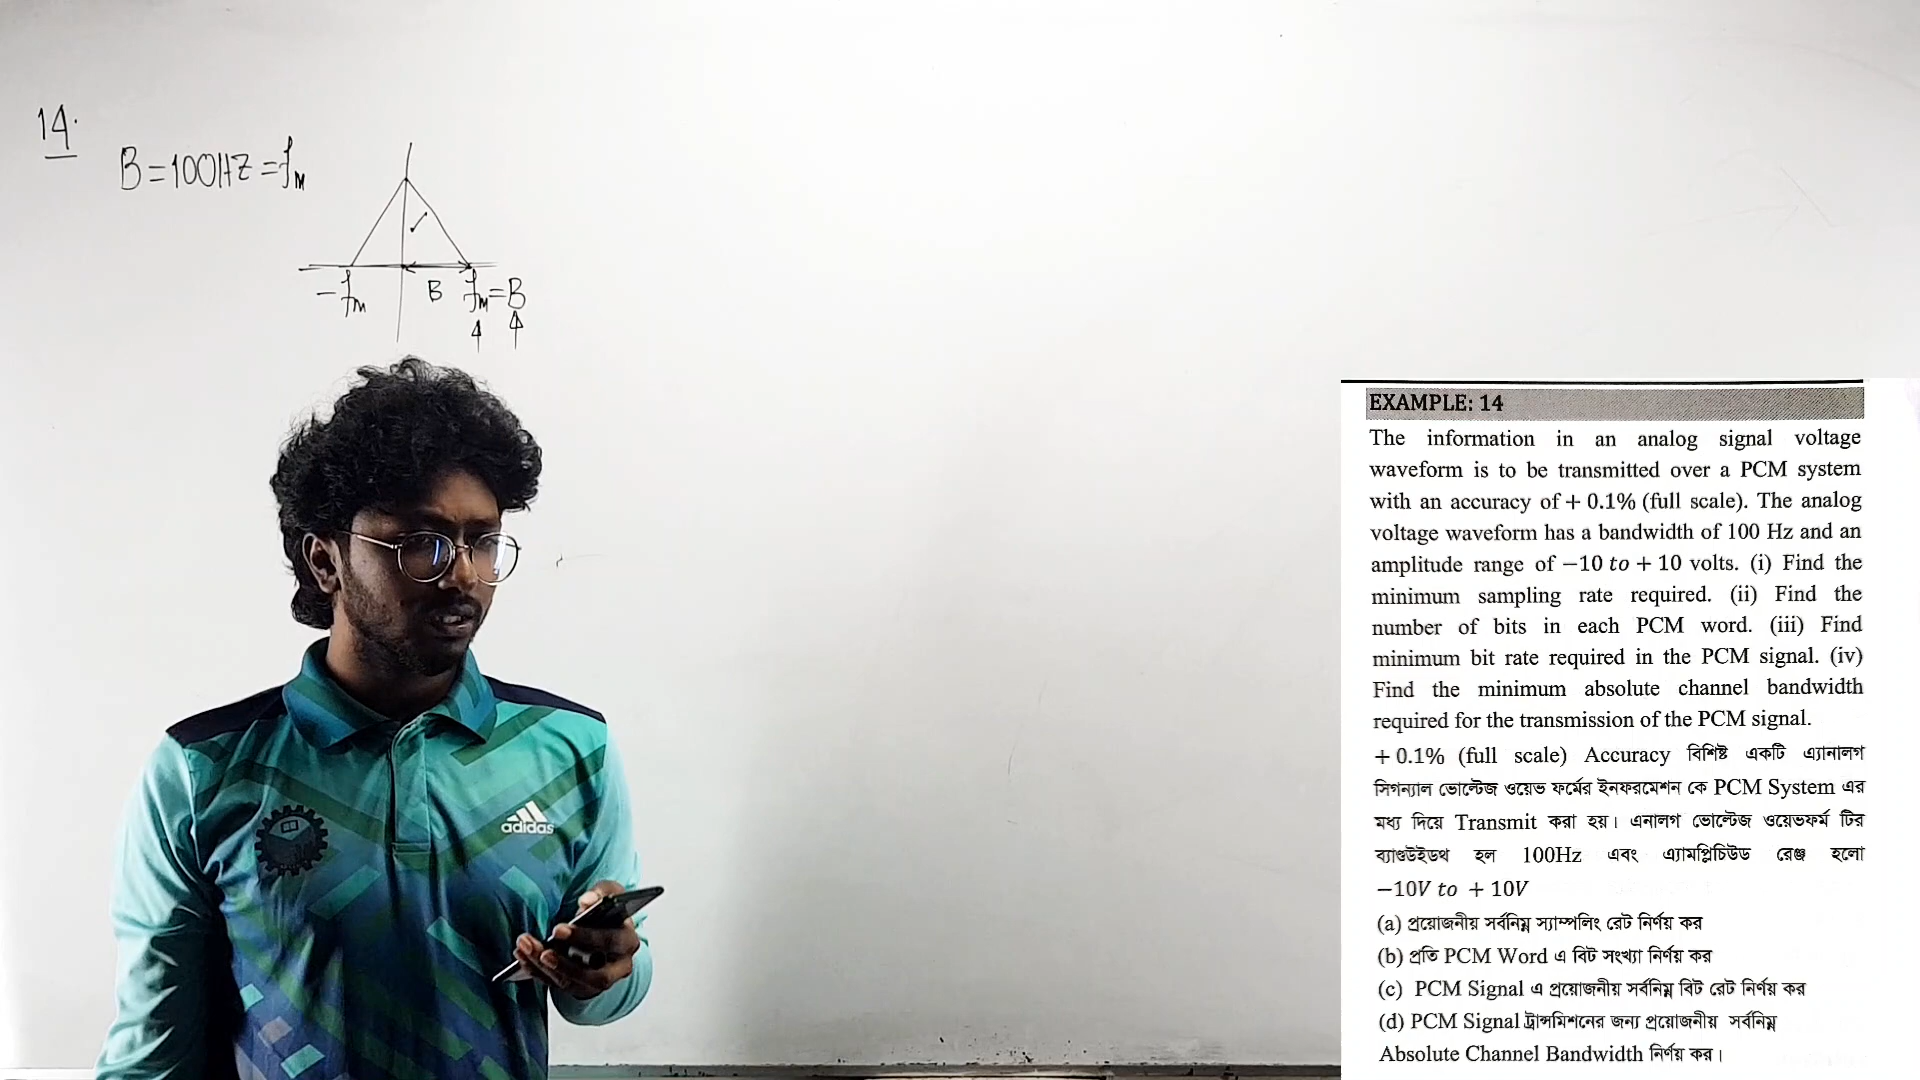 14.
B=100HZ=fm
-fm B fm=B
adidas
EXAMPLE: 14
The information in an analog signal voltage
waveform is to be transmitted over a PCM system
with an accuracy of + 0.1% (full scale). The analog
voltage waveform has a bandwidth of 100 Hz and an
amplitude range of −10 to + 10 volts. (i) Find the
minimum sampling rate required. (ii) Find the
number of bits in each PCM word. (iii) Find
minimum bit rate required in the PCM signal. (iv)
Find the minimum absolute channel bandwidth
required for the transmission of the PCM signal.
+ 0.1% (full scale) Accuracy বিশিষ্ট একটি এ্যানালগ
সিগন্যাল ভোল্টেজ ওয়েভ ফর্মের ইনফরমেশন কে PCM System এর
মধ্য দিয়ে Transmit করা হয়। এনালগ ভোল্টেজ ওয়েভফর্ম টির
ব্যাণ্ডউইডথ হল 100Hz এবং এ্যামপ্লিচিউড রেঞ্জ হলো
−10V to + 10V
(a) প্রয়োজনীয় সর্বনিম্ন স্যাম্পলিং রেট নির্ণয় কর
(b) প্রতি PCM Word এ বিট সংখ্যা নির্ণয় কর
(c) PCM Signal এ প্রয়োজনীয় সর্বনিম্ন বিট রেট নির্ণয় কর
(d) PCM Signal ট্রান্সমিশনের জন্য প্রয়োজনীয় সর্বনিম্ন
Absolute Channel Bandwidth নির্ণয় কর।